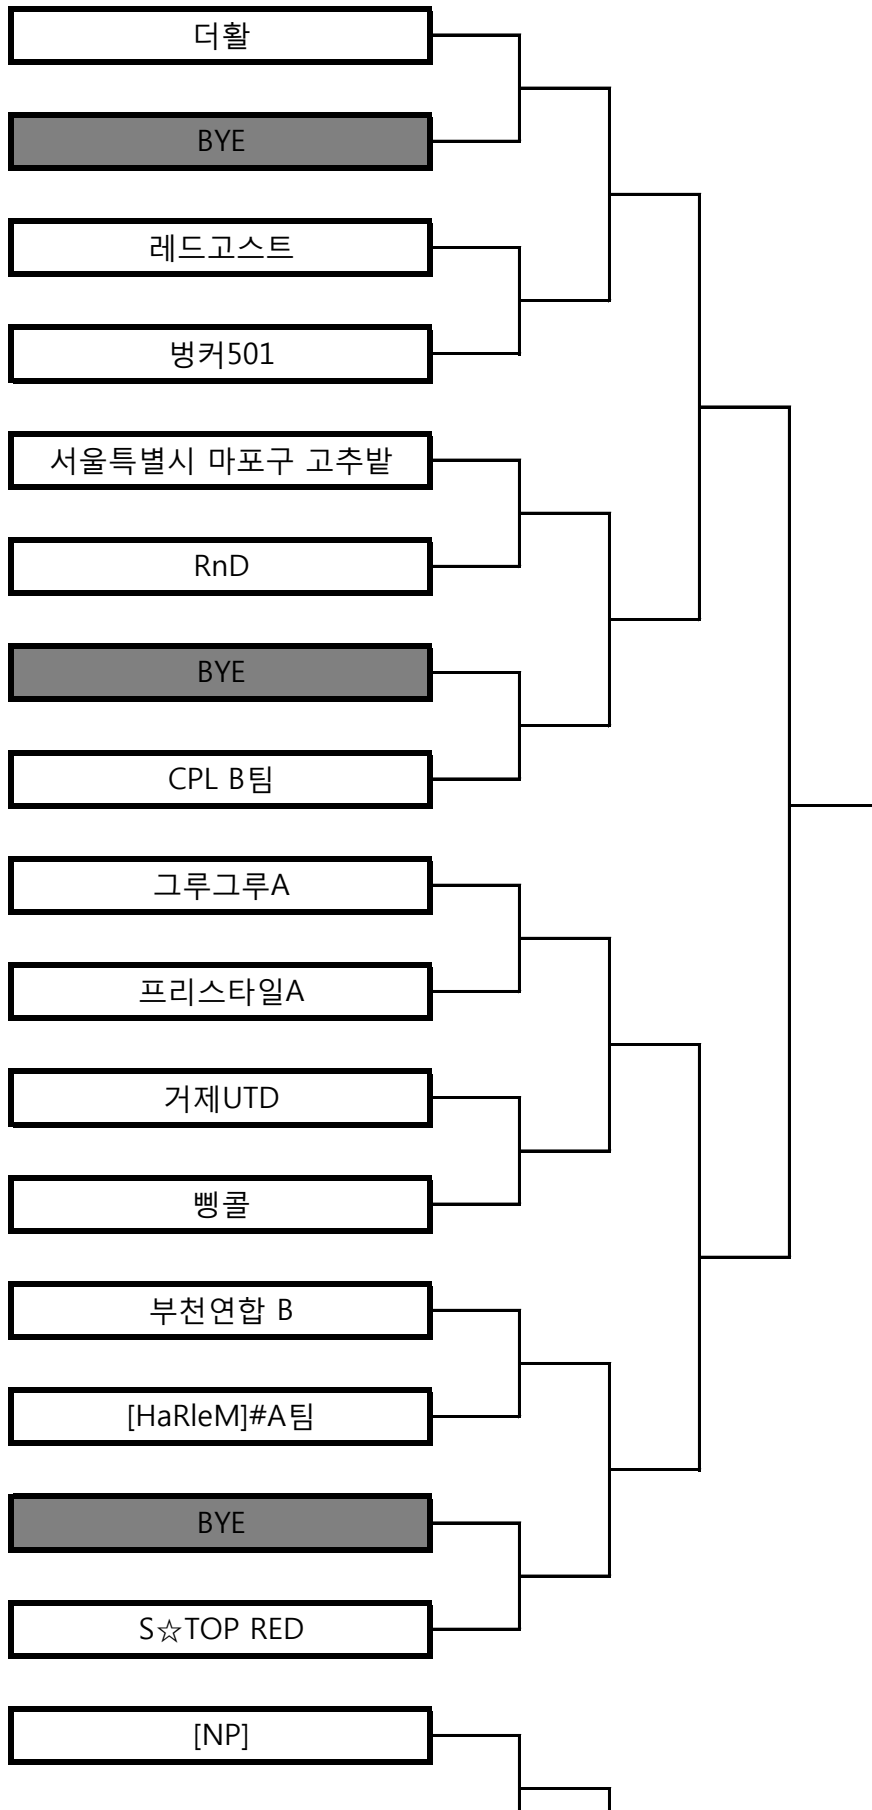 더활
BYE
레드고스트
벙커501
서울특별시 마포구 고추밭
RnD
BYE
CPL B팀
그루그루A
프리스타일A
거제UTD
삥콜
부천연합 B
[HaRleM]#A팀
BYE
S☆TOP RED
[NP]